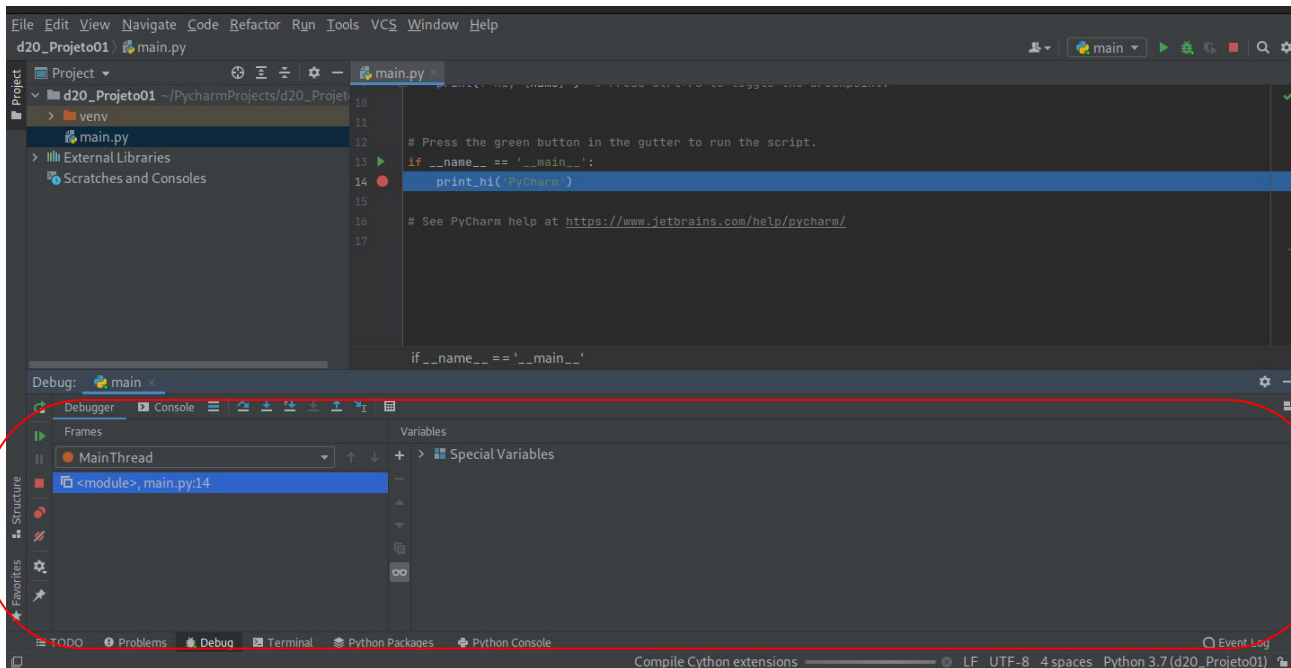 File Edit View Navigate Code Refactor Run Tools VCS Window Help
d20_Projeto01 main.py
main
Project
Project
main.py
d20_Projeto01 ~/PycharmProjects/d20_Projet
10
venv
11
main.py
12 # Press the green button in the gutter to run the script.
External Libraries
13 if __name__ == '__main__':
Scratches and Consoles
14 print_hi('PyCharm')
15
16 # See PyCharm help at https://www.jetbrains.com/help/pycharm/
17
if __name__ == '__main__'
Debug: main
Debugger Console
Frames
Variables
MainThread
Special Variables
<module>, main.py:14
Structure
Favorites
TODO Problems Debug Terminal Python Packages Python Console Event Log
Compile Cython extensions LF UTF-8 4 spaces Python 3.7 (d20_Projeto01)